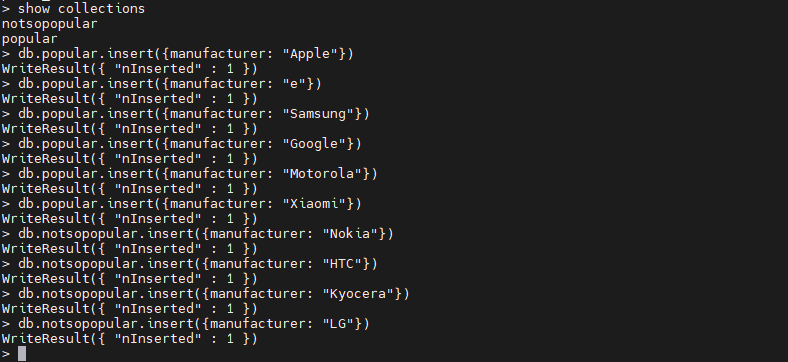 > show collections
notsopopular
popular
> db.popular.insert({manufacturer: "Apple"})
WriteResult({ "nInserted" : 1 })
> db.popular.insert({manufacturer: "e"})
WriteResult({ "nInserted" : 1 })
> db.popular.insert({manufacturer: "Samsung"})
WriteResult({ "nInserted" : 1 })
> db.popular.insert({manufacturer: "Google"})
WriteResult({ "nInserted" : 1 })
> db.popular.insert({manufacturer: "Motorola"})
WriteResult({ "nInserted" : 1 })
> db.popular.insert({manufacturer: "Xiaomi"})
WriteResult({ "nInserted" : 1 })
> db.notsopopular.insert({manufacturer: "Nokia"})
WriteResult({ "nInserted" : 1 })
> db.notsopopular.insert({manufacturer: "HTC"})
WriteResult({ "nInserted" : 1 })
> db.notsopopular.insert({manufacturer: "Kyocera"})
WriteResult({ "nInserted" : 1 })
> db.notsopopular.insert({manufacturer: "LG"})
WriteResult({ "nInserted" : 1 })
>